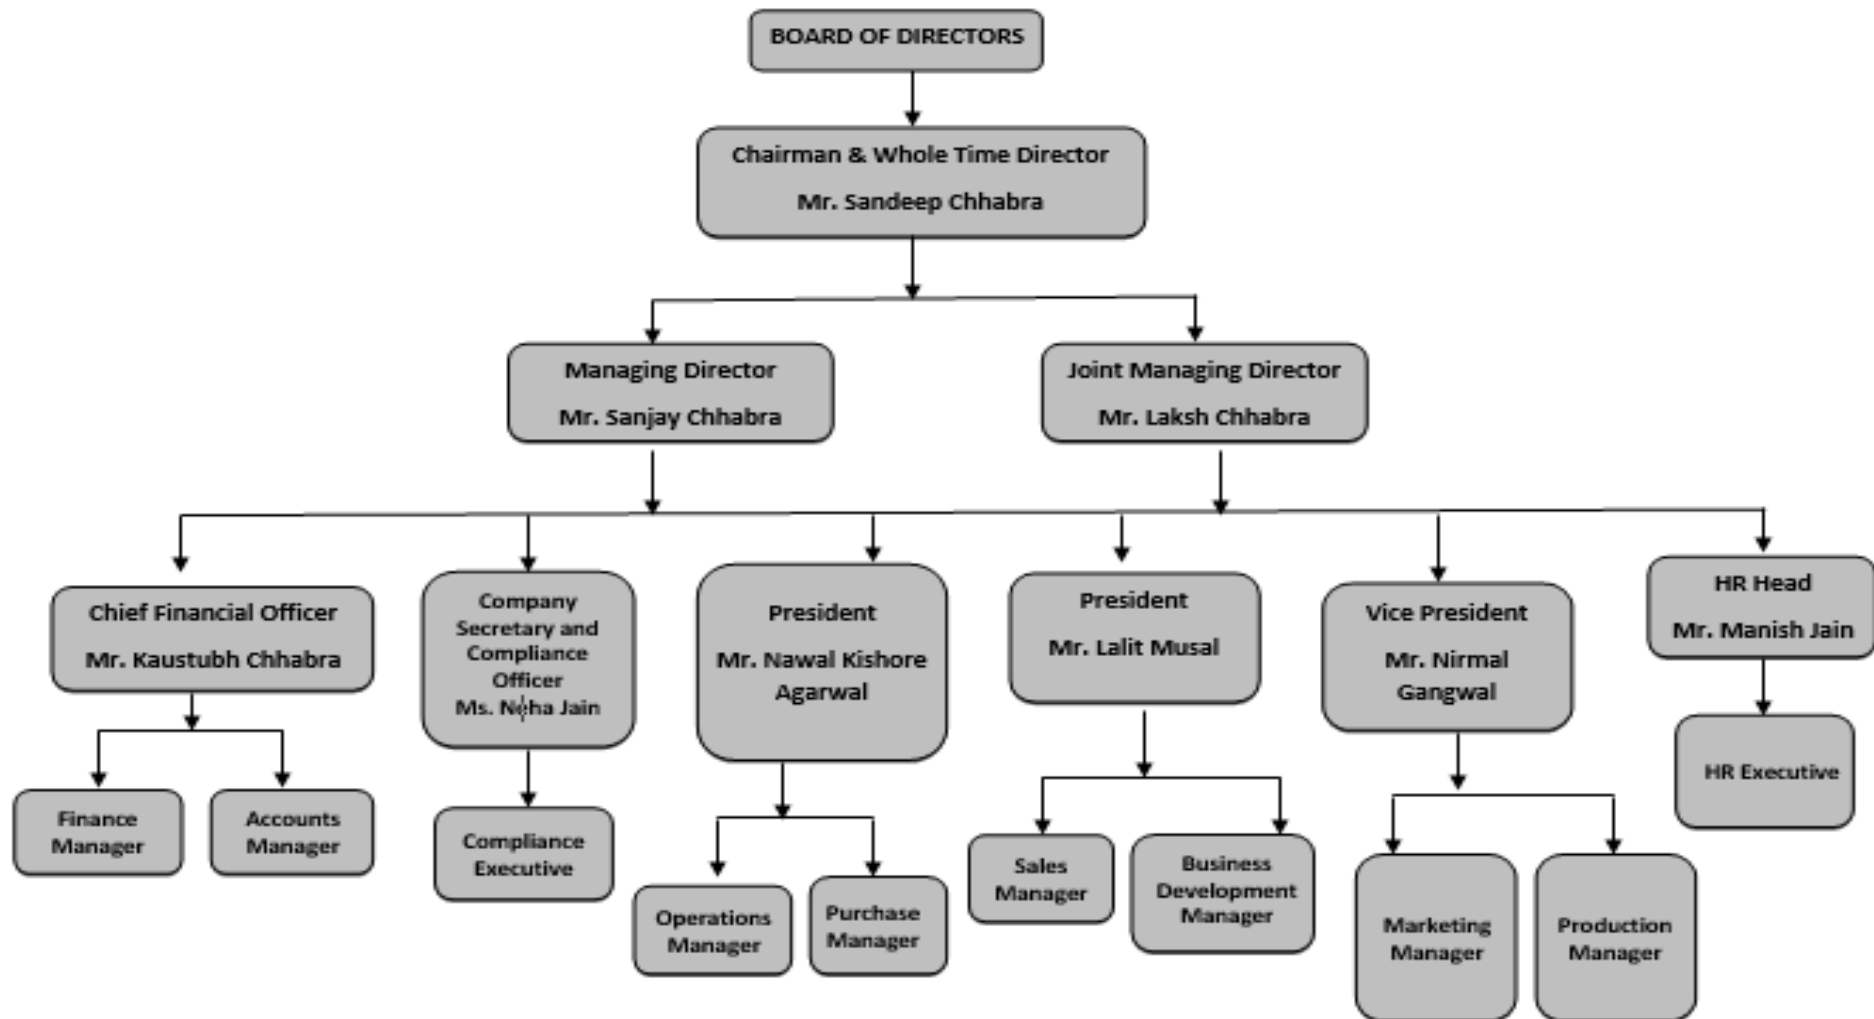 BOARD OF DIRECTORS
Chairman & Whole Time Director
Mr. Sandeep Chhabra
Managing Director
Mr. Sanjay Chhabra
Joint Managing Director
Mr. Laksh Chhabra
Chief Financial Officer
Mr. Kaustubh Chhabra
Company
Secretary and
Compliance
Officer
Ms. Neha Jain
President
Mr. Nawal Kishore
Agarwal
President
Mr. Lalit Musal
Vice President
Mr. Nirmal
Gangwal
HR Head
Mr. Manish Jain
Finance
Manager
Accounts
Manager
Compliance
Executive
Operations
Manager
Purchase
Manager
Sales
Manager
Business
Development
Manager
Marketing
Manager
Production
Manager
HR Executive